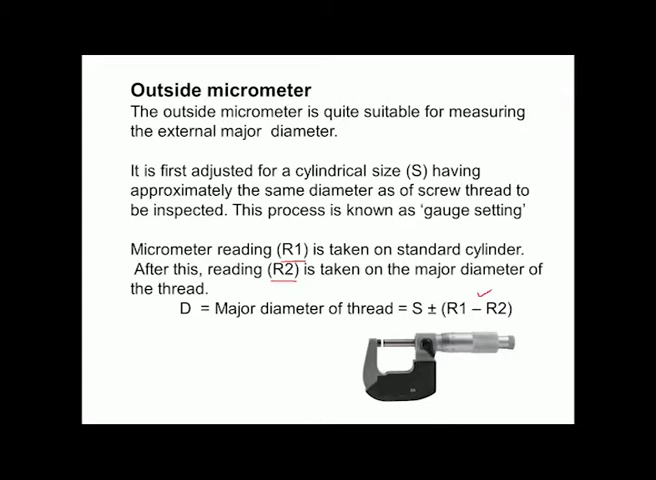 Outside micrometer
The outside micrometer is quite suitable for measuring
the external major diameter.
It is first adjusted for a cylindrical size (S) having
approximately the same diameter as of screw thread to
be inspected. This process is known as ‘gauge setting’
Micrometer reading (R1) is taken on standard cylinder.
After this, reading (R2) is taken on the major diameter of
the thread.
D = Major diameter of thread = S ± (R1 – R2)